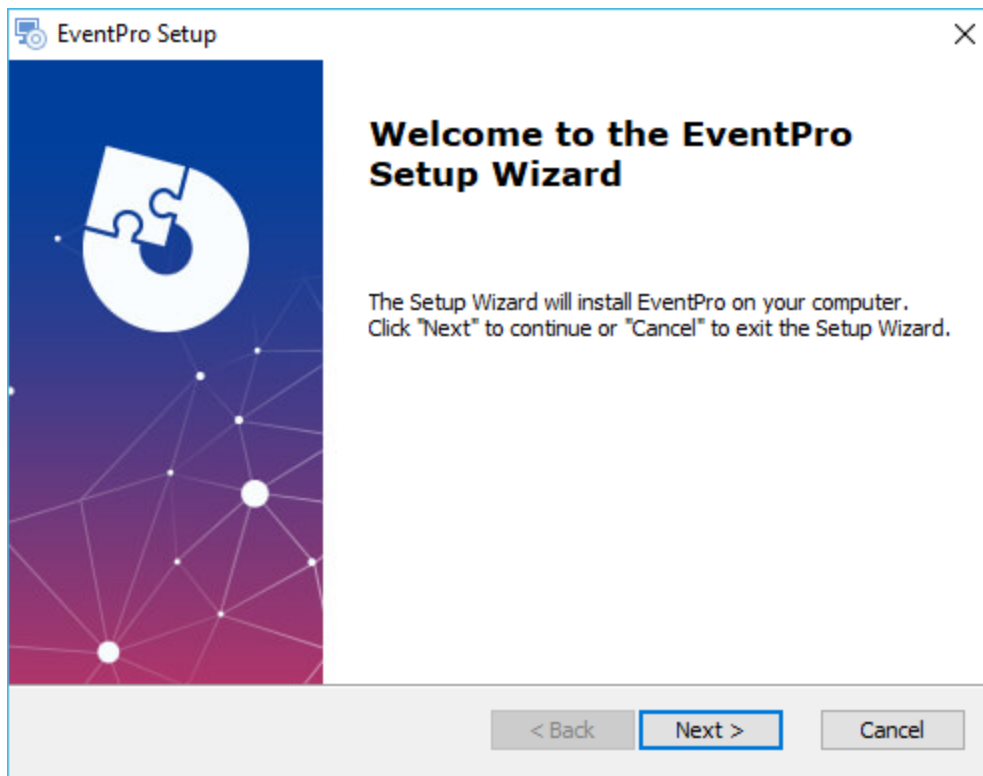 EventPro Setup
Welcome to the EventPro
Setup Wizard
The Setup Wizard will install EventPro on your computer.
Click "Next" to continue or "Cancel" to exit the Setup Wizard.
< Back
Next >
Cancel